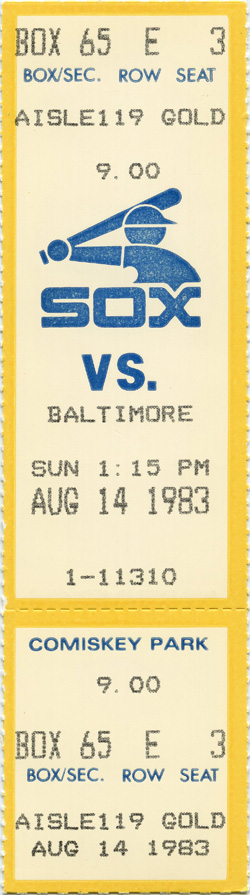 BOX 65 E 3
BOX/SEC. ROW SEAT
AISLE119 GOLD
9.00
SOX
VS.
BALTIMORE
SUN 1:15 PM
AUG 14 1983
1-11310
COMISKEY PARK
9.00
BOX 65 E 3
BOX/SEC. ROW SEAT
AISLE119 GOLD
AUG 14 1983